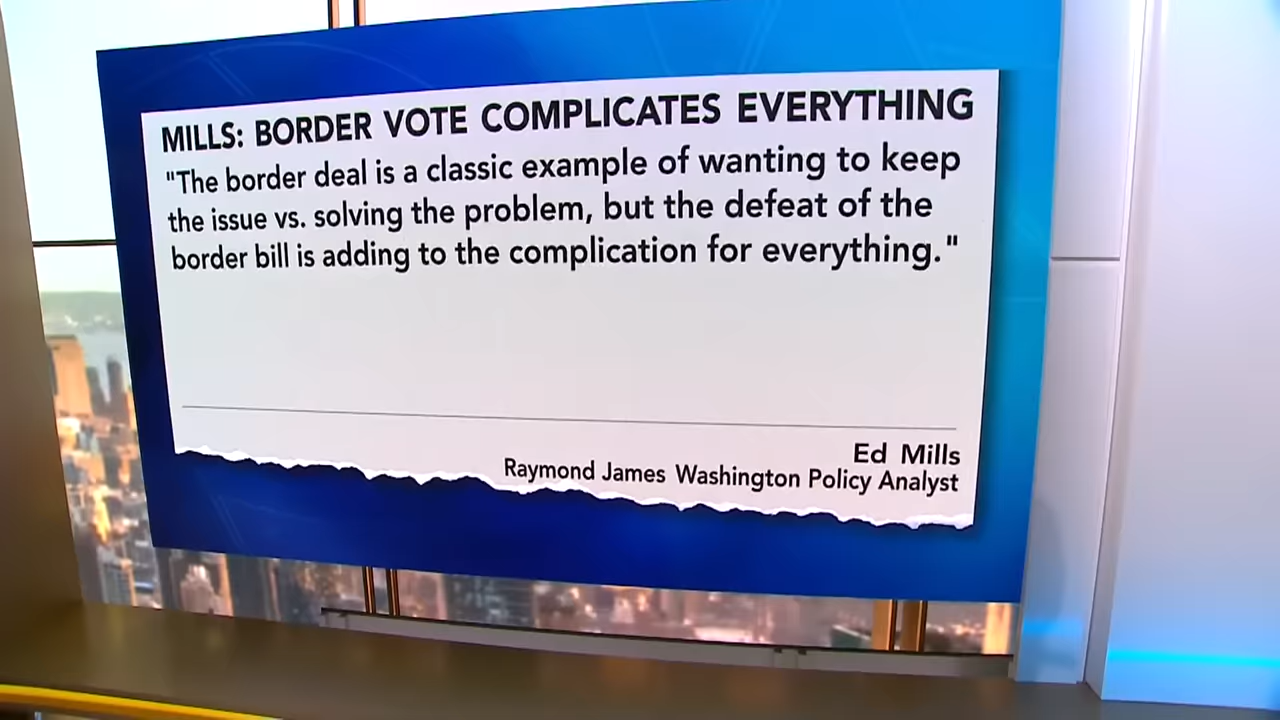 MILLS: BORDER VOTE COMPLICATES EVERYTHING
"The border deal is a classic example of wanting to keep
the issue vs. solving the problem, but the defeat of the
border bill is adding to the complication for everything."
Ed Mills
Raymond James Washington Policy Analyst